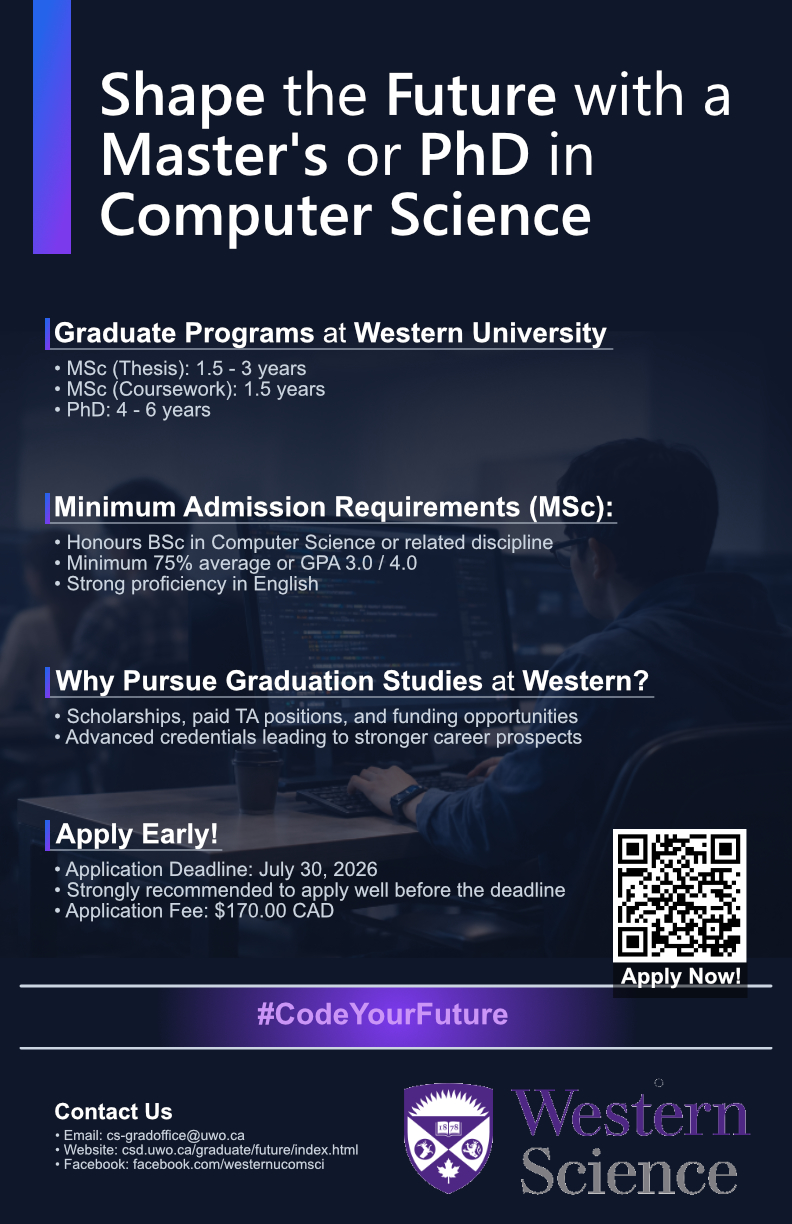 Shape the Future with a
Master's or PhD in
Computer Science
Graduate Programs at Western University
• MSc (Thesis): 1.5 - 3 years
• MSc (Coursework): 1.5 years
• PhD: 4 - 6 years
Minimum Admission Requirements (MSc):
• Honours BSc in Computer Science or related discipline
• Minimum 75% average or GPA 3.0 / 4.0
• Strong proficiency in English
Why Pursue Graduation Studies at Western?
• Scholarships, paid TA positions, and funding opportunities
• Advanced credentials leading to stronger career prospects
Apply Early!
• Application Deadline: July 30, 2026
• Strongly recommended to apply well before the deadline
• Application Fee: $170.00 CAD
Apply Now!
#CodeYourFuture
Contact Us
• Email: cs-gradoffice@uwo.ca
• Website: csd.uwo.ca/graduate/future/index.html
• Facebook: facebook.com/westernucomsci
1878
Western
Science